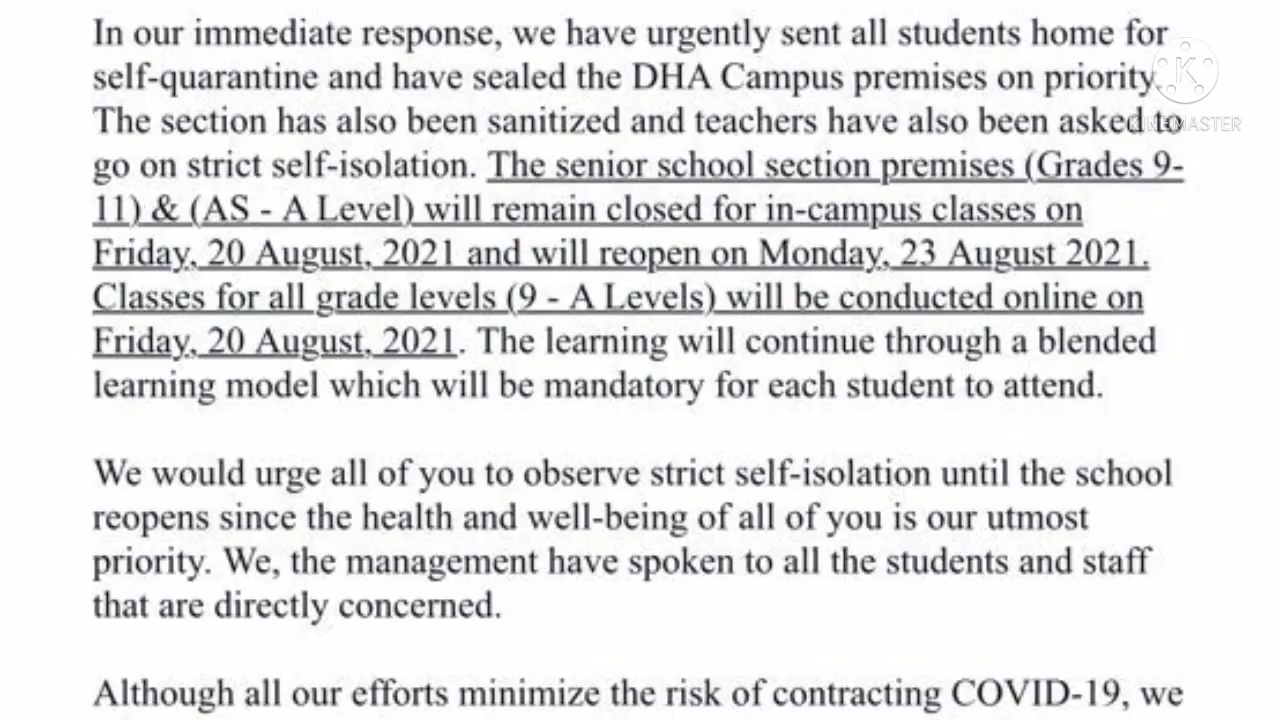 In our immediate response, we have urgently sent all students home for
self-quarantine and have sealed the DHA Campus premises on priority.
The section has also been sanitized and teachers have also been asked to
go on strict self-isolation. The senior school section premises (Grades 9-
11) & (AS - A Level) will remain closed for in-campus classes on
Friday, 20 August, 2021 and will reopen on Monday, 23 August 2021.
Classes for all grade levels (9 - A Levels) will be conducted online on
Friday, 20 August, 2021. The learning will continue through a blended
learning model which will be mandatory for each student to attend.
We would urge all of you to observe strict self-isolation until the school
reopens since the health and well-being of all of you is our utmost
priority. We, the management have spoken to all the students and staff
that are directly concerned.
Although all our efforts minimize the risk of contracting COVID-19, we
K
KINEMASTER